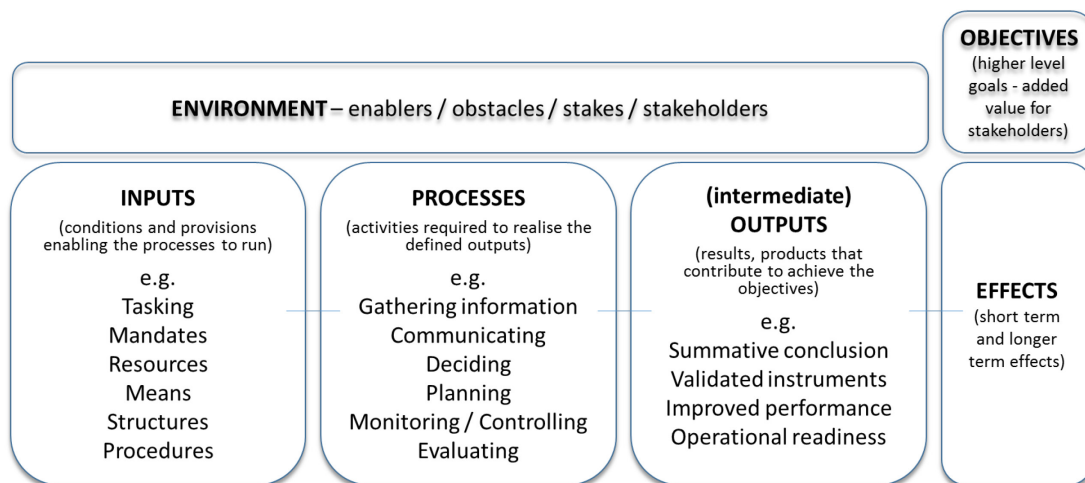 OBJECTIVES
(higher level
goals - added
value for
stakeholders)
ENVIRONMENT – enablers / obstacles / stakes / stakeholders
INPUTS
(conditions and provisions
enabling the processes to run)
e.g.
Tasking
Mandates
Resources
Means
Structures
Procedures
PROCESSES
(activities required to realise the
defined outputs)
e.g.
Gathering information
Communicating
Deciding
Planning
Monitoring / Controlling
Evaluating
(intermediate)
OUTPUTS
(results, products that
contribute to achieve the
objectives)
e.g.
Summative conclusion
Validated instruments
Improved performance
Operational readiness
EFFECTS
(short term
and longer
term effects)